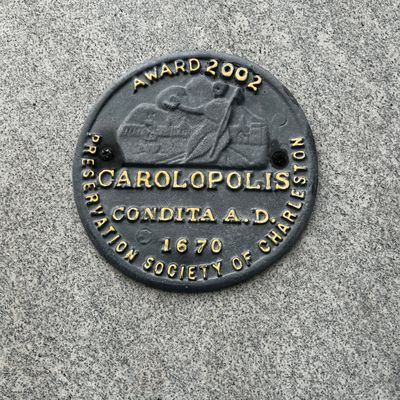 AWARD 2002
CAROLOPOLIS
CONDITA A.D.
1670
PRESERVATION SOCIETY OF CHARLESTON